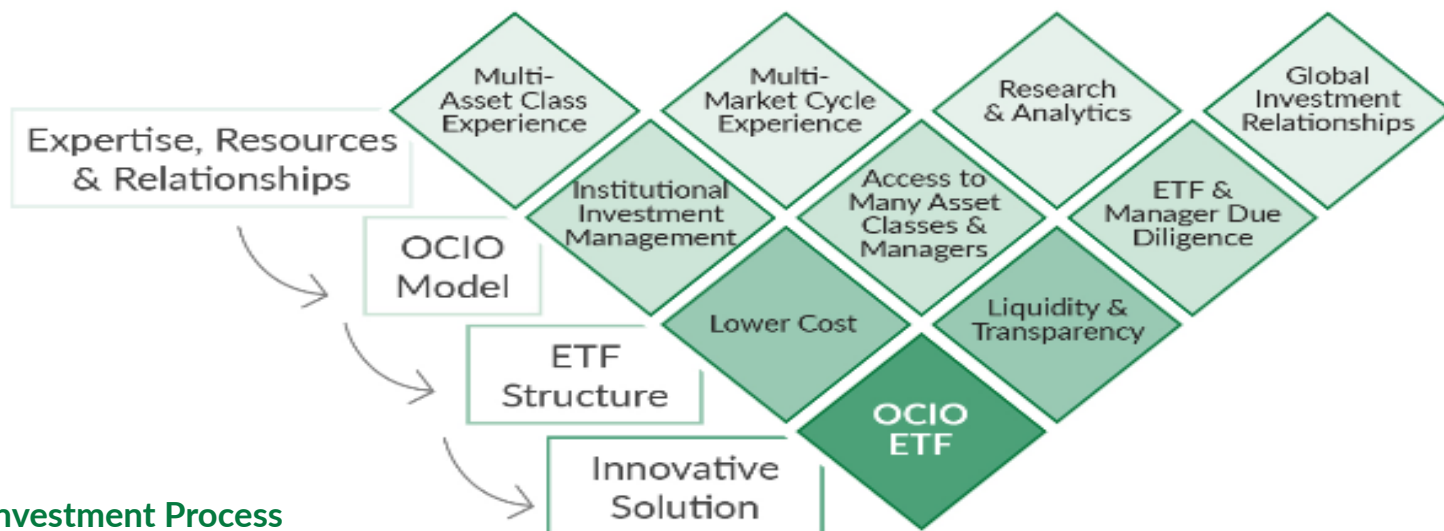 Multi-
Asset Class
Experience
Multi-
Market Cycle
Experience
Research
& Analytics
Global
Investment
Relationships
Expertise, Resources
& Relationships
Institutional
Investment
Management
Access to
Many Asset
Classes &
Managers
ETF &
Manager Due
Diligence
OCIO
Model
Lower Cost
Liquidity &
Transparency
ETF
Structure
OCIO
ETF
Innovative
Solution
nvestment Process